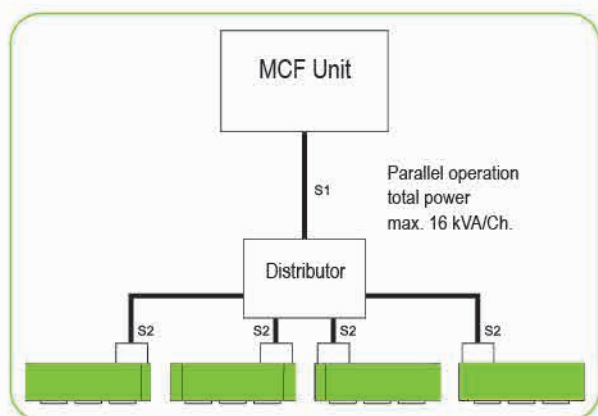 MCF Unit
S1
Parallel operation
total power
max. 16 kVA/Ch.
Distributor
S2
S2
S2
S2